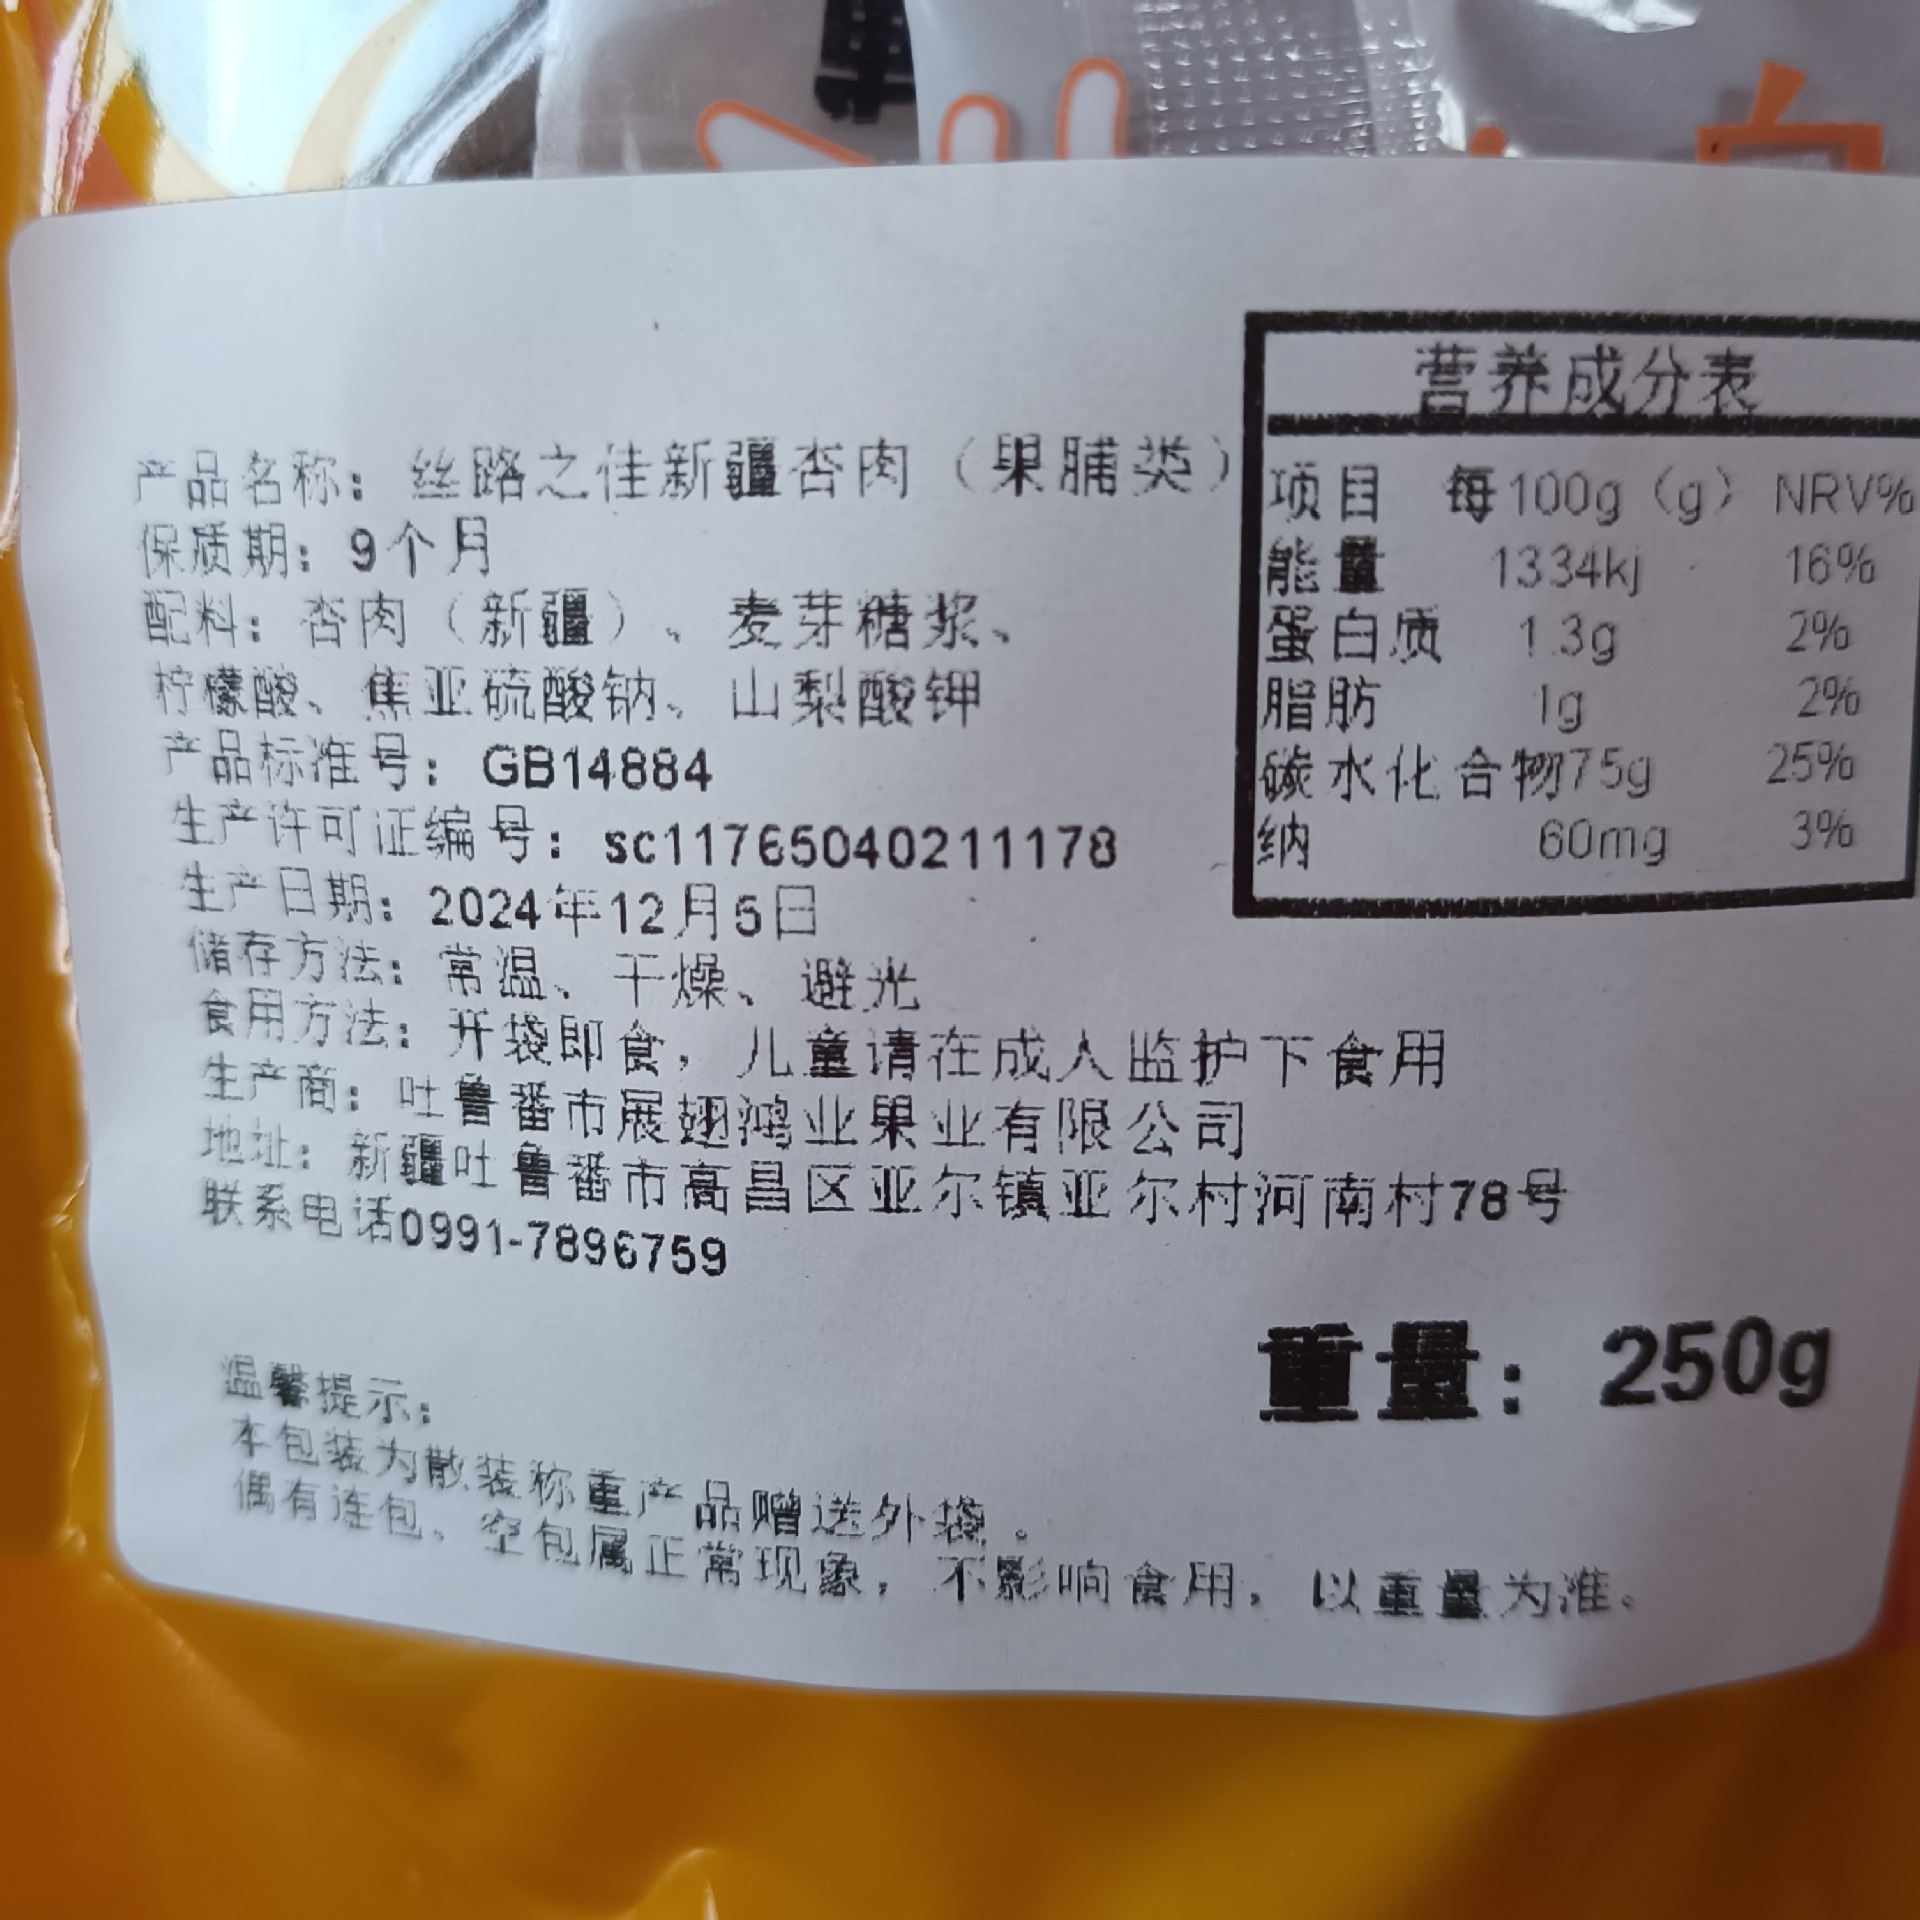 产品名称：丝路之佳新疆杏肉（果脯类）
保质期：9个月
配料：杏肉（新疆）、麦芽糖浆、
柠檬酸、焦亚硫酸钠、山梨酸钾
产品标准号：GB14884
生产许可证编号：sc11765040211178
生产日期：2024年12月5日
储存方法：常温、干燥、避光
食用方法：开袋即食，儿童请在成人监护下食用
生产商：吐鲁番市展翅鸿业果业有限公司
地址：新疆吐鲁番市高昌区亚尔镇亚尔村河南村78号
联系电话0991-7896759
营养成分表
项目 每100g（g） NRV%
能量 1334kj 16%
蛋白质 1.3g 2%
脂肪 1g 2%
碳水化合物75g 25%
纳 60mg 3%
重量：250g
温馨提示：
本包装为散装称重产品赠送外袋。
偶有连包、空包属正常现象，不影响食用，以重量为准。